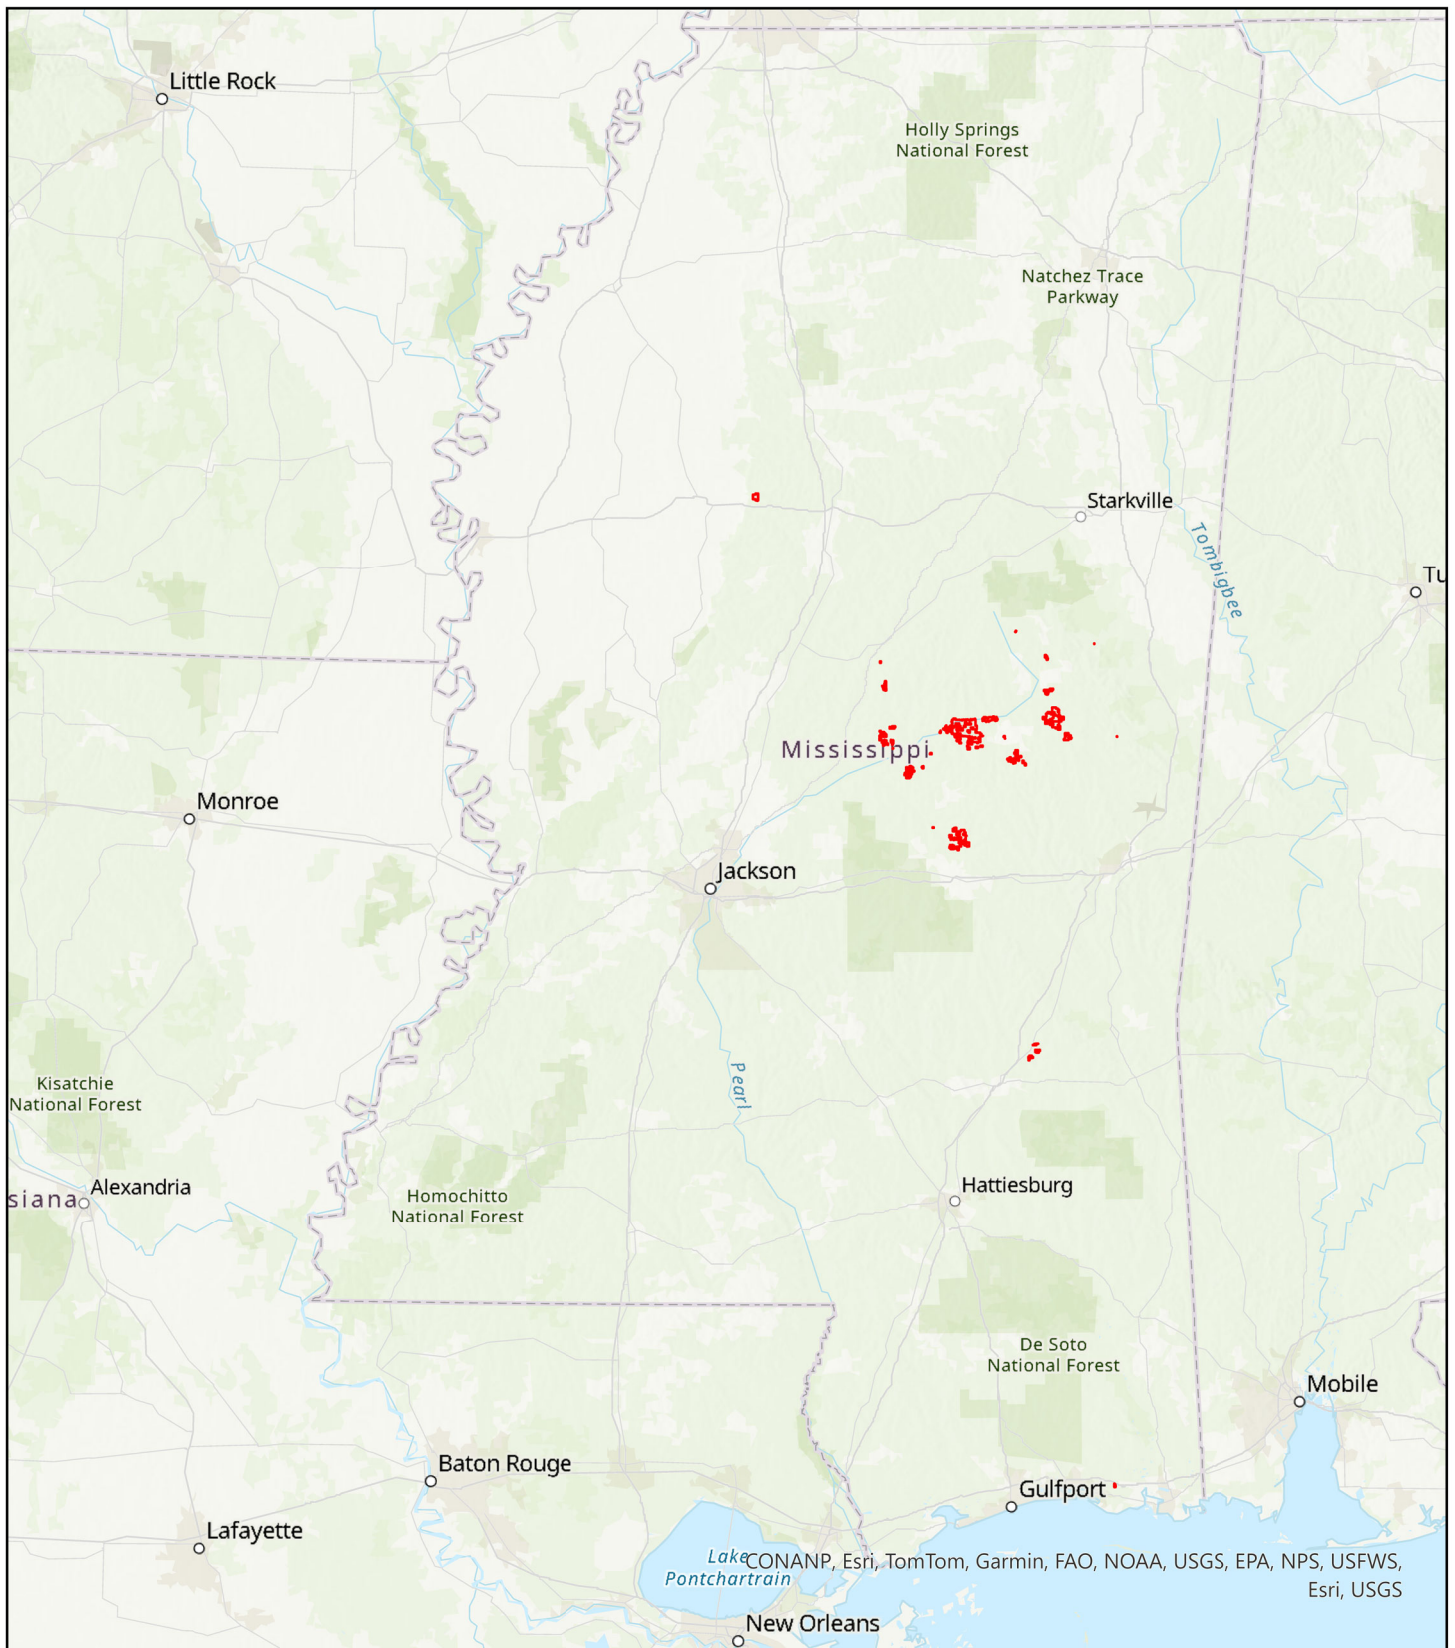 Little Rock
Holly Springs
National Forest
Natchez Trace
Parkway
Starkville
Tombigbee
Tu
Mississippi
Monroe
Jackson
Pearl
Kisatchie
National Forest
Alexandria
siana
Homochitto
National Forest
Hattiesburg
De Soto
National Forest
Mobile
Baton Rouge
Gulfport
Lafayette
Lake
Pontchartrain
CONANP, Esri, TomTom, Garmin, FAO, NOAA, USGS, EPA, NPS, USFWS,
Esri, USGS
New Orleans